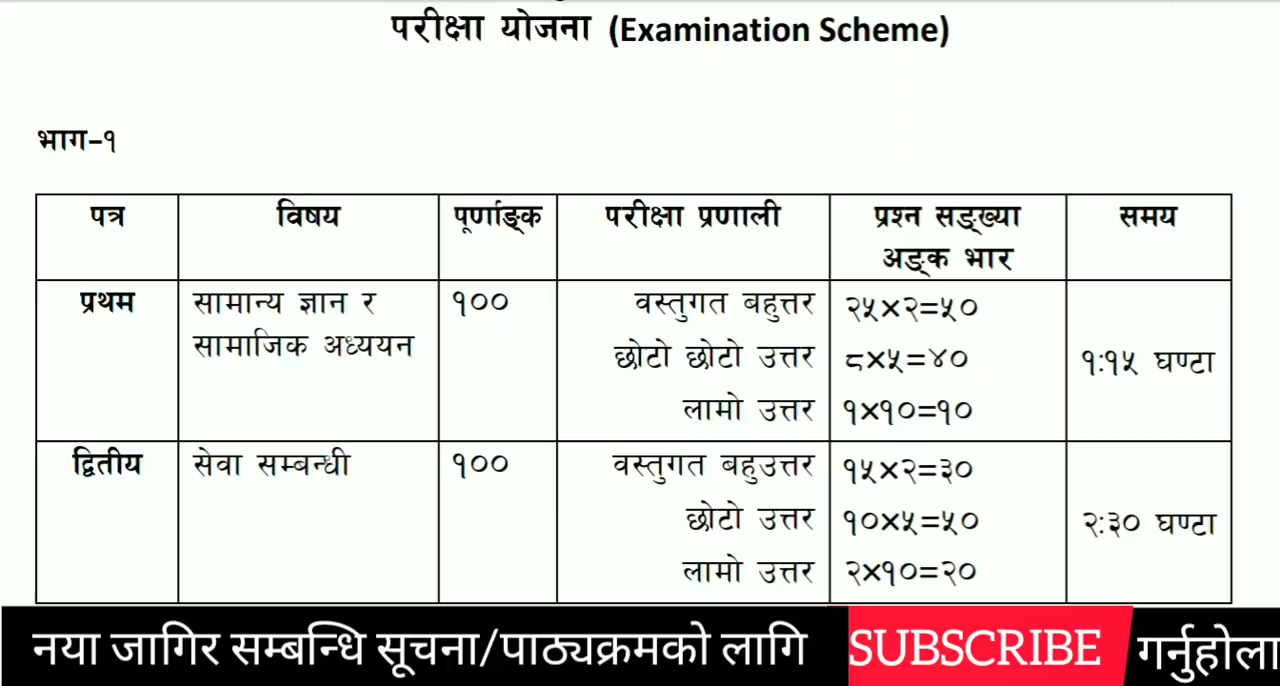 परीक्षा योजना (Examination Scheme)
भाग-१
पत्र विषय पूर्णाङ्क परीक्षा प्रणाली प्रश्न सङ्ख्या समय
अङ्क भार
प्रथम सामान्य ज्ञान र १०० वस्तुगत बहुत्तर २५×२=५०
सामाजिक अध्ययन छोटो छोटो उत्तर ८×५=४० १:१५ घण्टा
लामो उत्तर १×१०=१०
द्वितीय सेवा सम्बन्धी १०० वस्तुगत बहुउत्तर १५×२=३०
छोटो उत्तर १०×५=५० २:३० घण्टा
लामो उत्तर २×१०=२०
नया जागिर सम्बन्धि सूचना/पाठ्यक्रमको लागि SUBSCRIBE गर्नुहोला